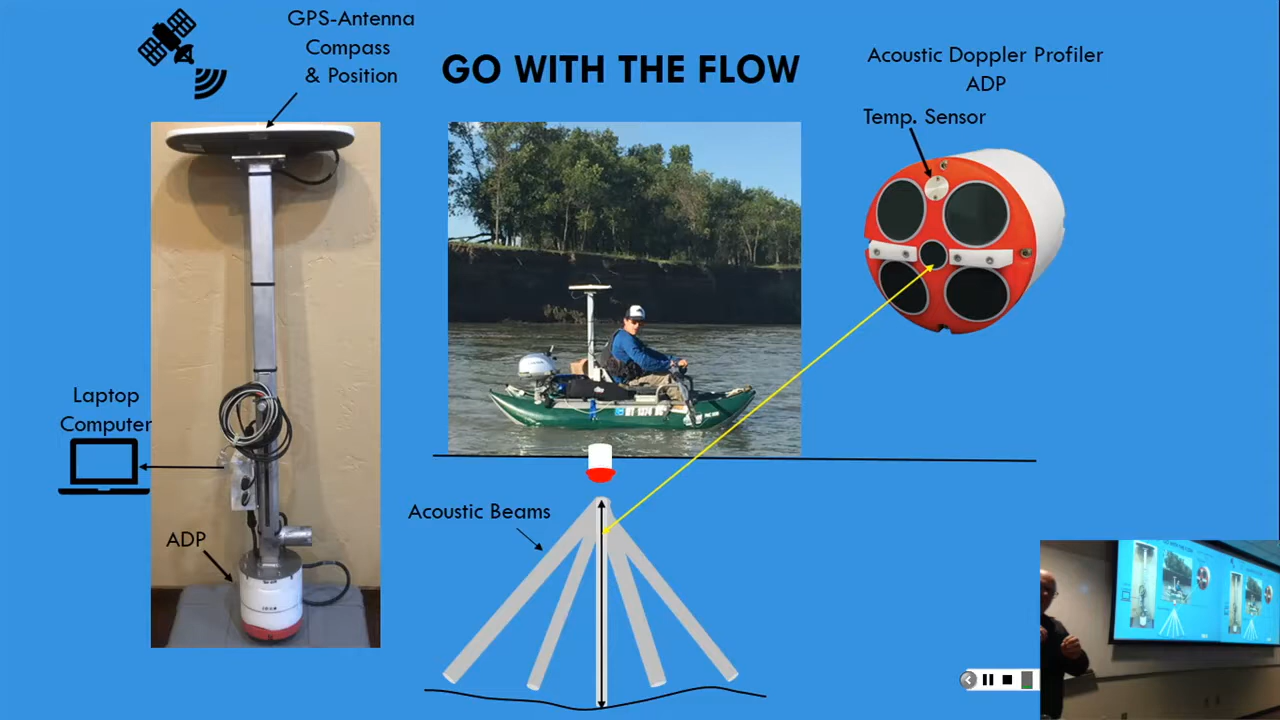 GPS-Antenna
Compass
& Position
GO WITH THE FLOW
Acoustic Doppler Profiler
ADP
Temp. Sensor
Laptop
Computer
ADP
Acoustic Beams